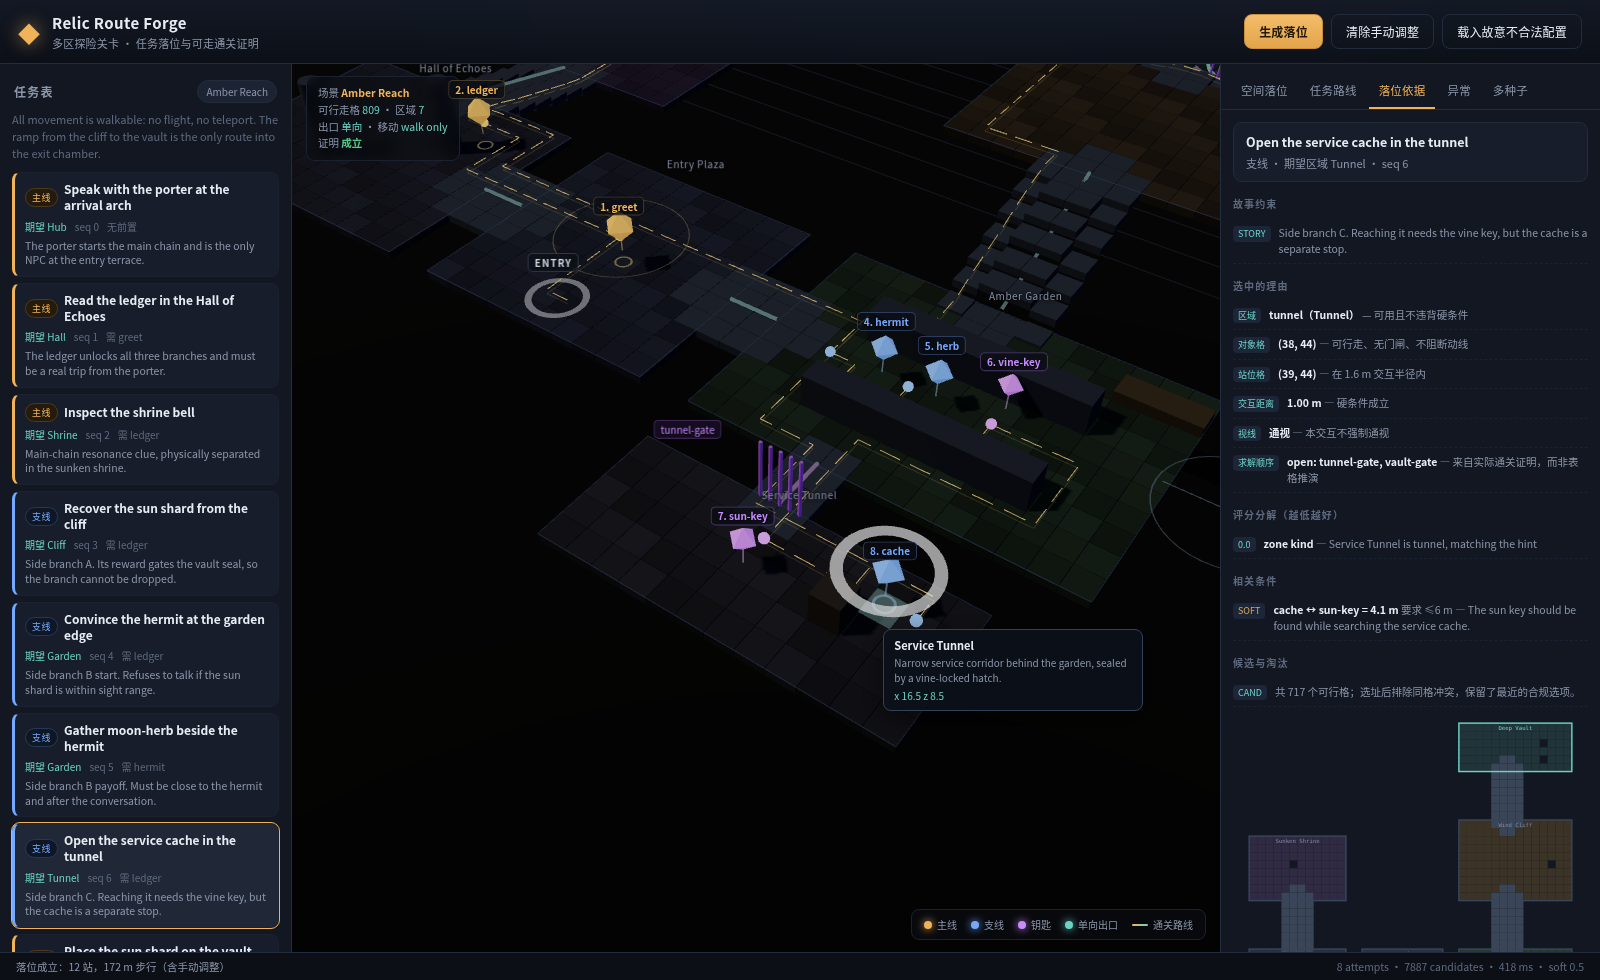 Relic Route Forge
多区探险关卡 · 任务落位与可走通关证明
生成落位
清除手动调整
载入故意不合法配置
任务表
Amber Reach
All movement is walkable: no flight, no teleport. The
ramp from the cliff to the vault is the only route into
the exit chamber.
主线
Speak with the porter at the
arrival arch
期望 Hub seq 0 无前置
The porter starts the main chain and is the only
NPC at the entry terrace.
主线
Read the ledger in the Hall of
Echoes
期望 Hall seq 1 需 greet
The ledger unlocks all three branches and must
be a real trip from the porter.
主线
Inspect the shrine bell
期望 Shrine seq 2 需 ledger
Main-chain resonance clue, physically separated
in the sunken shrine.
支线
Recover the sun shard from the
cliff
期望 Cliff seq 3 需 ledger
Side branch A. Its reward gates the vault seal, so
the branch cannot be dropped.
支线
Convince the hermit at the garden
edge
期望 Garden seq 4 需 ledger
Side branch B start. Refuses to talk if the sun
shard is within sight range.
支线
Gather moon-herb beside the
hermit
期望 Garden seq 5 需 hermit
Side branch B payoff. Must be close to the hermit
and after the conversation.
支线
Open the service cache in the
tunnel
期望 Tunnel seq 6 需 ledger
Side branch C. Reaching it needs the vine key, but
the cache is a separate stop.
Place the sun shard on the vault
场景 Amber Reach
可行走格 809 · 区域 7
出口 单向 · 移动 walk only
证明 成立
Hall of Echoes
2. ledger
Entry Plaza
1. greet
ENTRY
Amber Garden
4. hermit
5. herb
6. vine-key
tunnel-gate
Service Tunnel
7. sun-key
8. cache
Service Tunnel
Narrow service corridor behind the garden, sealed
by a vine-locked hatch.
x 16.5 z 8.5
主线
支线
钥匙
单向出口
通关路线
空间落位
任务路线
落位依据
异常
多种子
Open the service cache in the tunnel
支线 · 期望区域 Tunnel · seq 6
故事约束
STORY Side branch C. Reaching it needs the vine key, but the cache is a
separate stop.
选中的理由
区域 tunnel（Tunnel） — 可用且不违背硬条件
对象格 (38, 44) — 可行走、无门闸、不阻断动线
站位格 (39, 44) — 在 1.6 m 交互半径内
交互距离 1.00 m — 硬条件成立
视线 通视 — 本交互不强制通视
求解顺序 open: tunnel-gate, vault-gate — 来自实际通关证明，而非表
格推演
评分分解（越低越好）
0.0 zone kind — Service Tunnel is tunnel, matching the hint
相关条件
SOFT cache ↔ sun-key = 4.1 m 要求 ≤6 m — The sun key should be
found while searching the service cache.
候选与淘汰
CAND 共 717 个可行格；选址后排除同格冲突，保留了最近的合规选项。
Deep Vault
Sunken Shrine
Wind Cliff
落位成立：12 站，172 m 步行（含手动调整）
8 attempts · 7887 candidates · 418 ms · soft 0.5